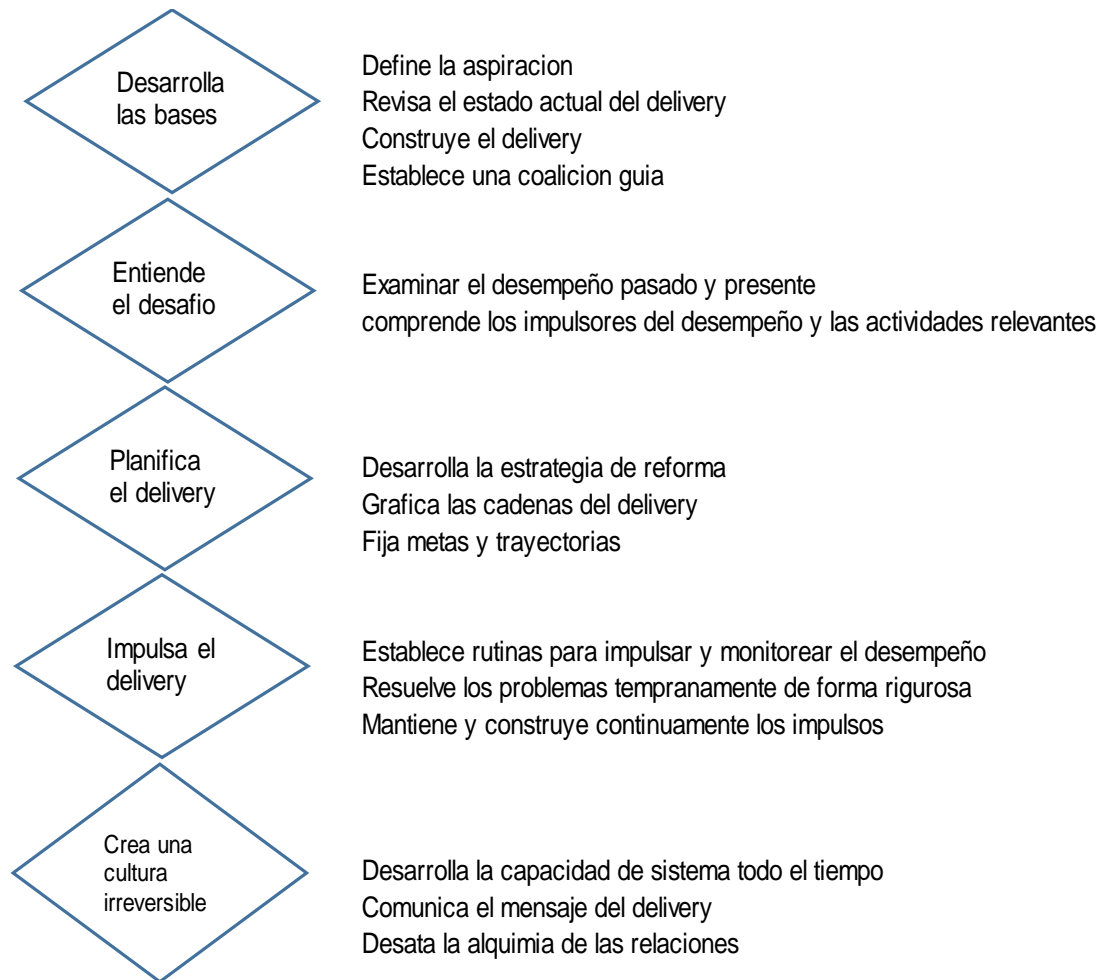 Desarrolla
las bases
Define la aspiracion
Revisa el estado actual del delivery
Construye el delivery
Establece una coalicion guia
Entiende
el desafio
Examinar el desempeño pasado y presente
comprende los impulsores del desempeño y las actividades relevantes
Planifica
el delivery
Desarrolla la estrategia de reforma
Grafica las cadenas del delivery
Fija metas y trayectorias
Impulsa el
delivery
Establece rutinas para impulsar y monitorear el desempeño
Resuelve los problemas tempranamente de forma rigurosa
Mantiene y construye continuamente los impulsos
Crea una
cultura
irreversible
Desarrolla la capacidad de sistema todo el tiempo
Comunica el mensaje del delivery
Desata la alquimia de las relaciones